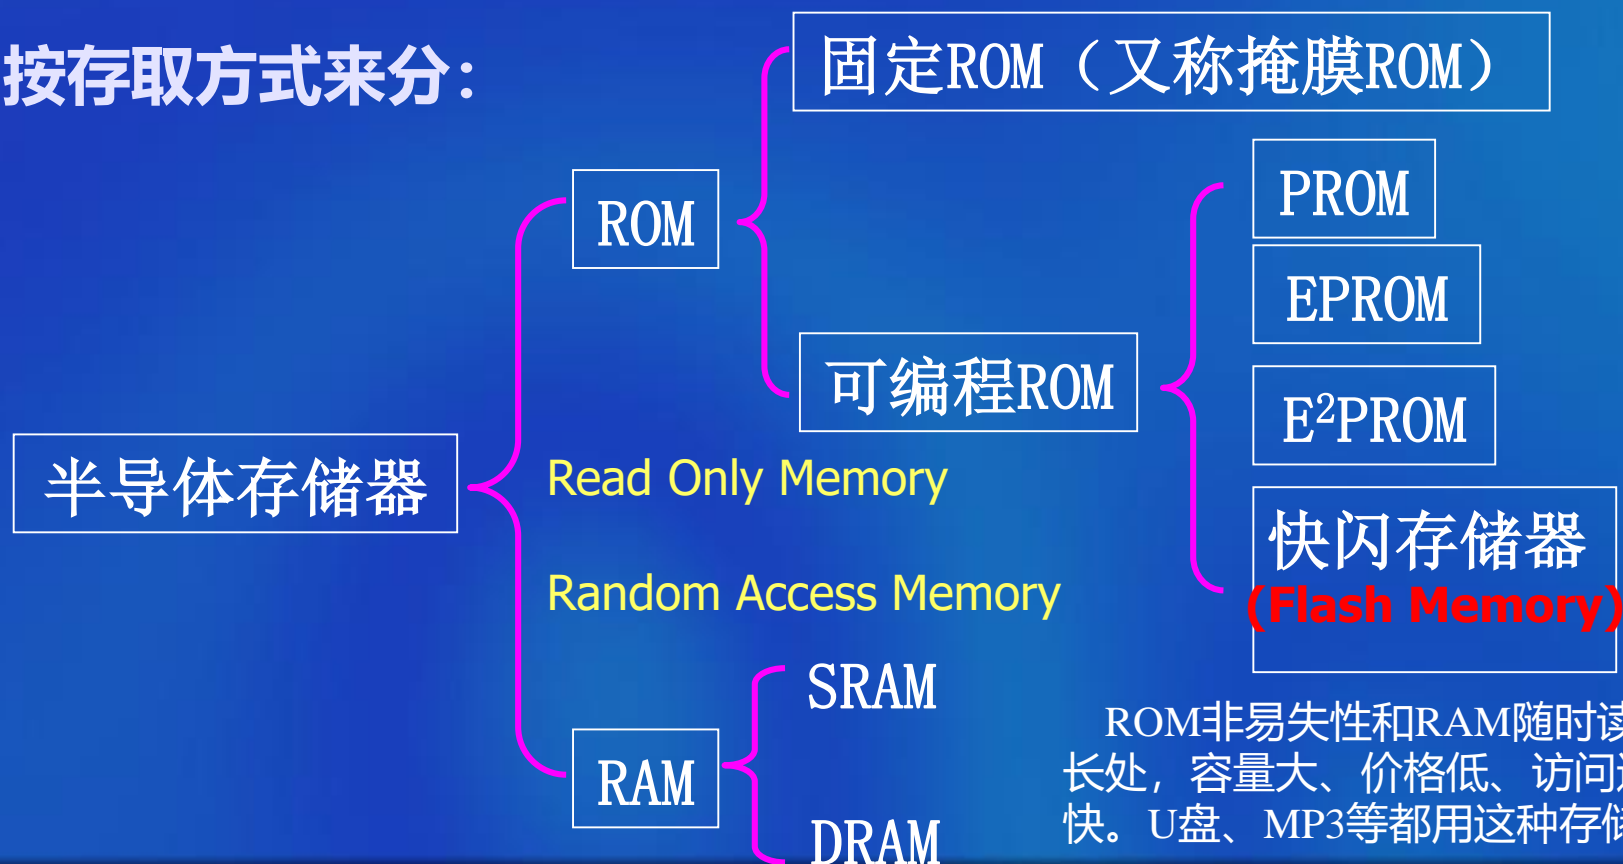 按存取方式来分：
固定ROM（又称掩膜ROM）
ROM
PROM
EPROM
可编程ROM
E²PROM
半导体存储器
Read Only Memory
快闪存储器
(Flash Memory)
Random Access Memory
SRAM
RAM
DRAM
ROM非易失性和RAM随时读
长处，容量大、价格低、访问
快。U盘、MP3等都用这种存储